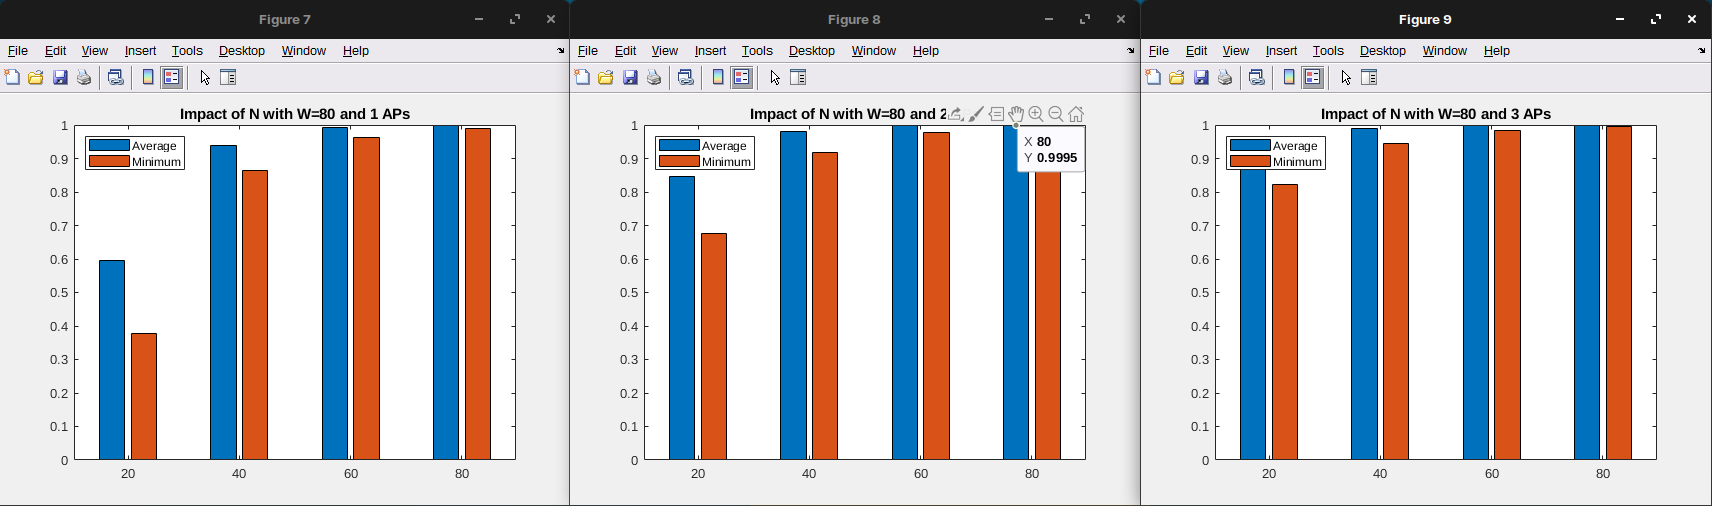 Figure 7
File Edit View Insert Tools Desktop Window Help
Impact of N with W=80 and 1 APs
Average
Minimum
1
0.9
0.8
0.7
0.6
0.5
0.4
0.3
0.2
0.1
0
20 40 60 80
Figure 8
File Edit View Insert Tools Desktop Window Help
Impact of N with W=80 and 2
X 80
Y 0.9995
Average
Minimum
1
0.9
0.8
0.7
0.6
0.5
0.4
0.3
0.2
0.1
0
20 40 60 80
Figure 9
File Edit View Insert Tools Desktop Window Help
Impact of N with W=80 and 3 APs
Average
Minimum
1
0.9
0.8
0.7
0.6
0.5
0.4
0.3
0.2
0.1
0
20 40 60 80